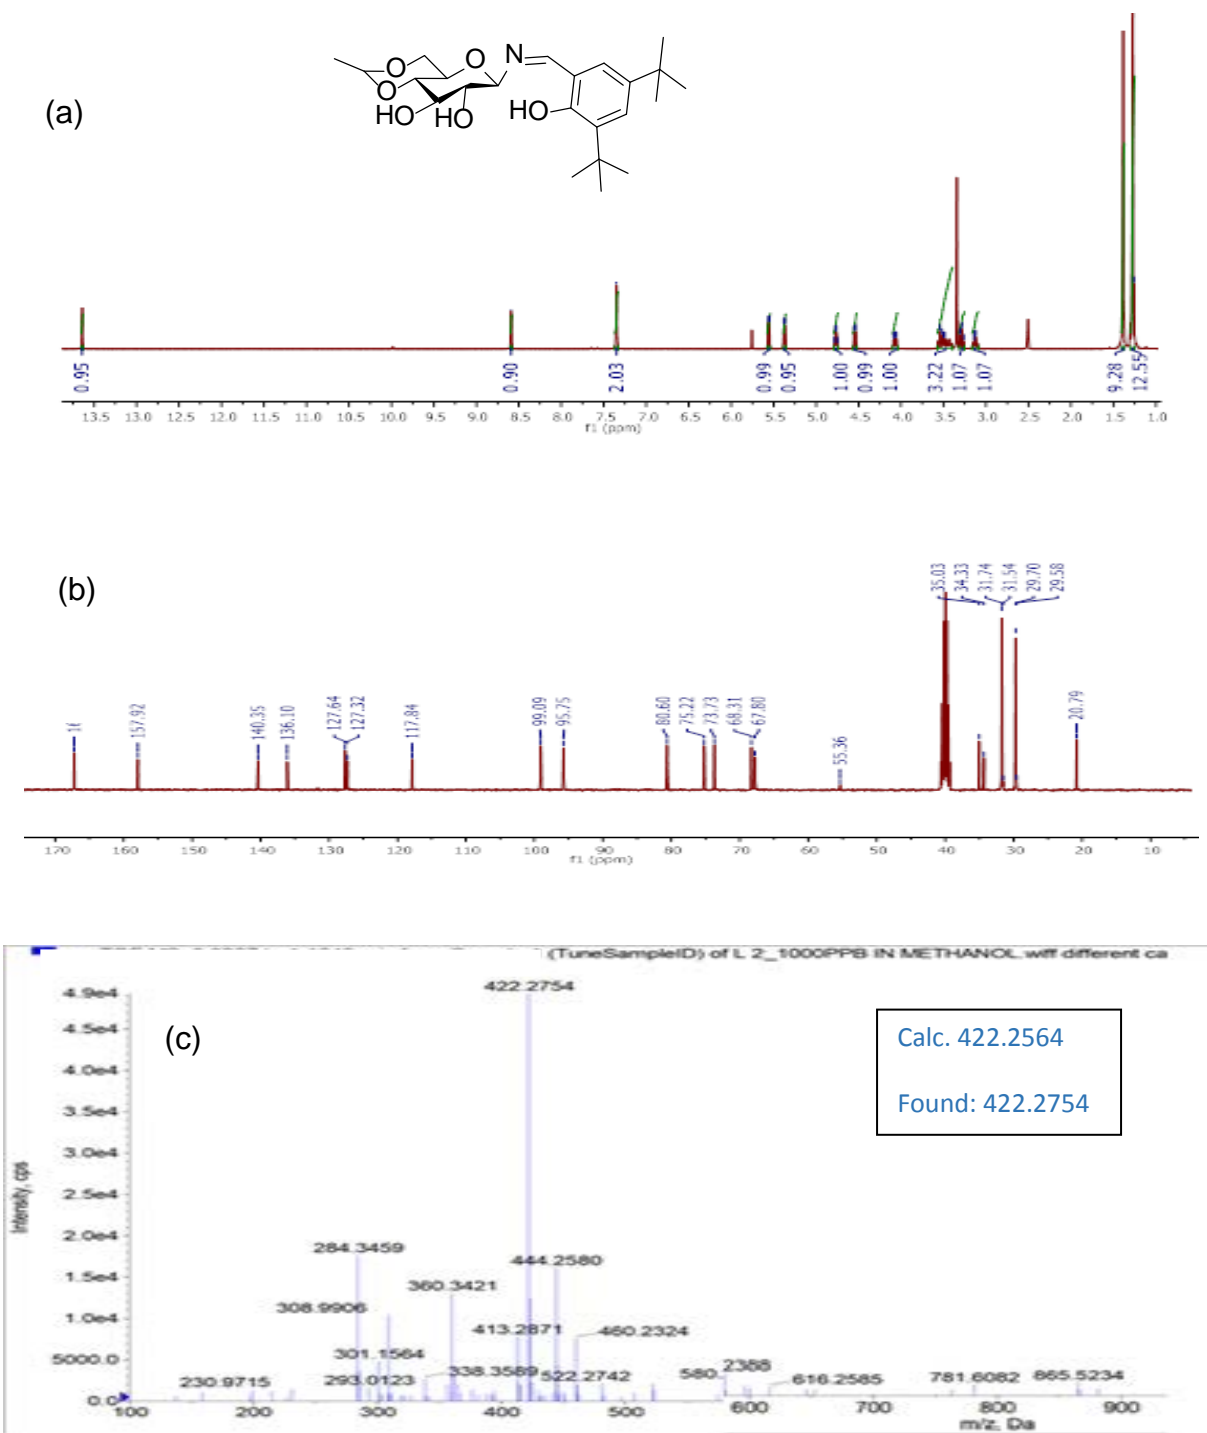 (a)
O
O
O
N
HO
HO
HO
0.95
0.90
2.03
0.99
0.95
1.00
0.99
1.00
3.22
1.07
1.07
9.28
12.55
13.5 13.0 12.5 12.0 11.5 11.0 10.5 10.0 9.5 9.0 8.5 8.0 7.5 7.0 6.5 6.0 5.5 5.0 4.5 4.0 3.5 3.0 2.5 2.0 1.5 1.0
f1 (ppm)
(b)
157.92
140.35
136.10
127.64
127.32
117.84
99.09
95.75
80.60
75.22
73.73
68.31
67.80
55.36
35.03
34.33
31.74
31.54
29.70
29.58
20.79
170 160 150 140 130 120 110 100 90 80 70 60 50 40 30 20 10
f1 (ppm)
(TuneSampleID) of L 2_1000PPB IN METHANOL.wiff different ca
(c)
Calc. 422.2564
Found: 422.2754
Intensity, cps
4.9e4
4.5e4
4.0e4
3.5e4
3.0e4
2.5e4
2.0e4
1.5e4
1.0e4
5000.0
0.0
422.2754
284.3459
444.2580
360.3421
308.9906
413.2871
460.2324
301.1564
338.3589
522.2742
580.2388
230.9715
293.0123
616.2585
781.6082
865.5234
100 200 300 400 500 600 700 800 900
m/z, Da